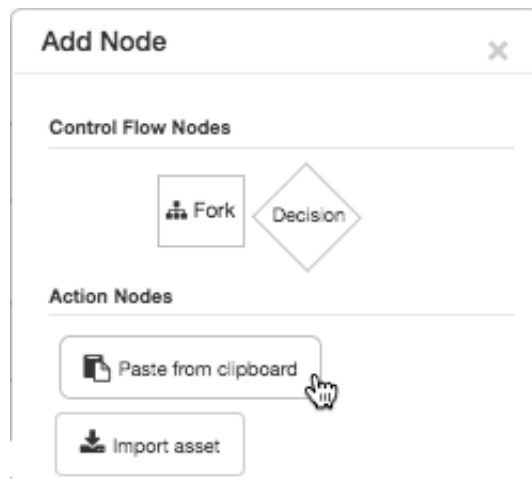 Add Node
Control Flow Nodes
Fork
Decision
Action Nodes
Paste from clipboard
Import asset